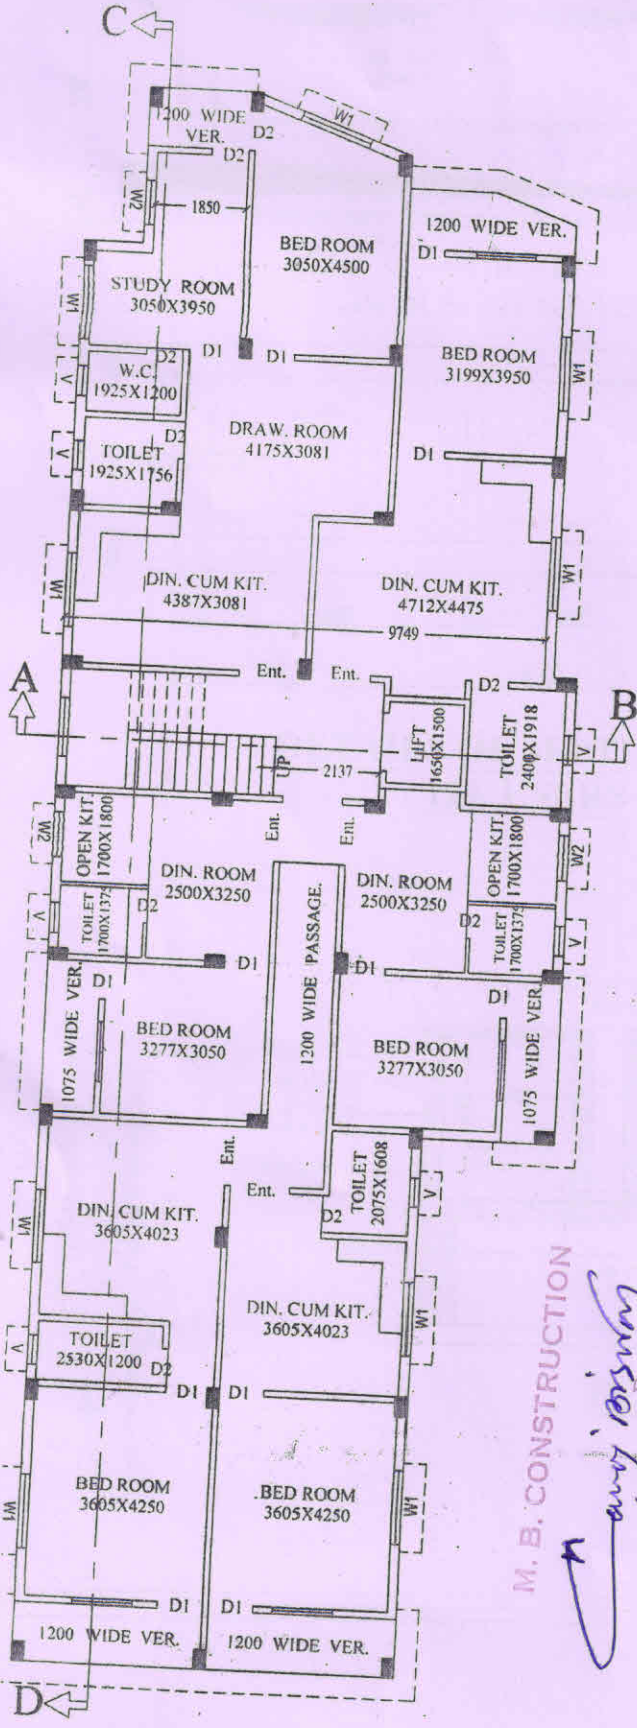 C
1200 WIDE
VER.
D2
W1
D2
W2
1850
BED ROOM
3050X4500
1200 WIDE VER.
D1
STUDY ROOM
3050X3950
W1
BED ROOM
3199X3950
W1
D2
D1
D1
W.C.
1925X1200
V
DRAW. ROOM
4175X3081
D2
TOILET
1925X1756
V
D1
DIN. CUM KIT.
4387X3081
W1
DIN. CUM KIT.
4712X4475
W1
9749
Ent.
Ent.
D2
A
B
UP
2137
LIFT
1650X1500
TOILET
2400X1918
V
Ent.
Ent.
W2
OPEN KIT.
1700X1800
DIN. ROOM
2500X3250
DIN. ROOM
2500X3250
OPEN KIT.
1700X1800
W2
V
TOILET
1700X1375
D2
D2
TOILET
1700X1375
V
D1
D1
1200 WIDE PASSAGE.
1075 WIDE VER.
D1
BED ROOM
3277X3050
BED ROOM
3277X3050
D1
1075 WIDE VER.
Ent.
Ent.
TOILET
2075X1608
D2
V
DIN. CUM KIT.
3605X4023
W1
DIN. CUM KIT.
3605X4023
W1
TOILET
2530X1200
D2
V
D1
D1
BED ROOM
3605X4250
W1
BED ROOM
3605X4250
W1
D1
D1
1200 WIDE VER.
1200 WIDE VER.
D
M. B. CONSTRUCTION